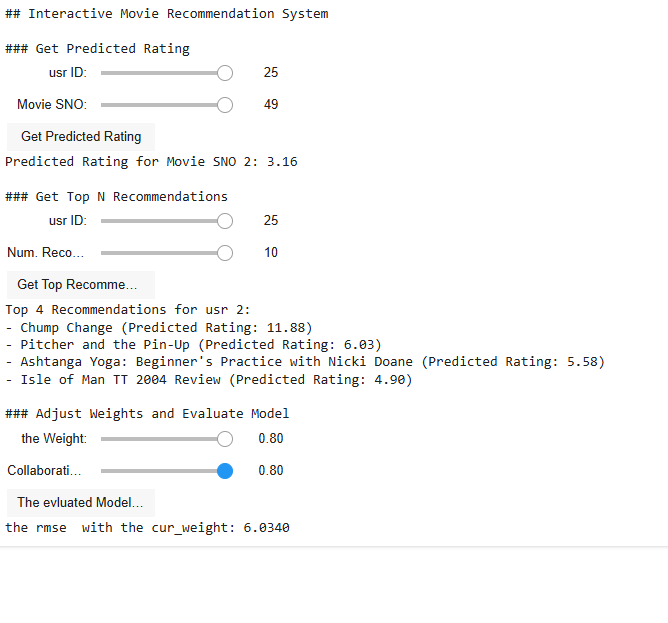 ## Interactive Movie Recommendation System
### Get Predicted Rating
usr ID: 25
Movie SNO: 49
Get Predicted Rating
Predicted Rating for Movie SNO 2: 3.16
### Get Top N Recommendations
usr ID: 25
Num. Reco... 10
Get Top Recomme...
Top 4 Recommendations for usr 2:
- Chump Change (Predicted Rating: 11.88)
- Pitcher and the Pin-Up (Predicted Rating: 6.03)
- Ashtanga Yoga: Beginner's Practice with Nicki Doane (Predicted Rating: 5.58)
- Isle of Man TT 2004 Review (Predicted Rating: 4.90)
### Adjust Weights and Evaluate Model
the Weight: 0.80
Collaborati... 0.80
The evluated Model...
the rmse  with the cur_weight: 6.0340